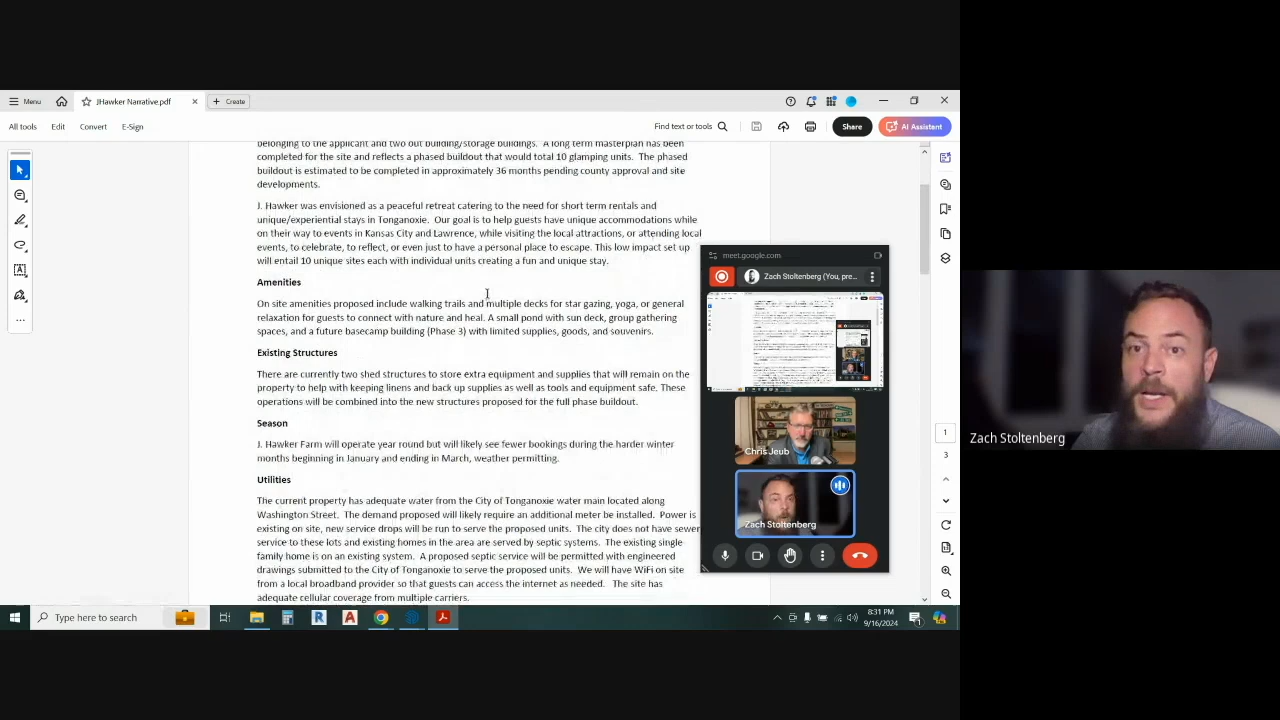 Menu
JHawker Narrative.pdf
Create
All tools
Edit
Convert
E-Sign
Find text or tools
Share
AI Assistant
belonging to the applicant and two out building/storage buildings. A long term masterplan has been
completed for the site and reflects a phased buildout that would total 10 glamping units. The phased
buildout is estimated to be completed in approximately 36 months pending county approval and site
developments.
J. Hawker was envisioned as a peaceful retreat catering to the need for short term rentals and
unique/experiential stays in Tonganoxie. Our goal is to help guests have unique accommodations while
on their way to events in Kansas City and Lawrence, while visiting the local attractions, or attending local
events, to celebrate, to reflect, or even just to have a personal place to escape. This low impact set up
will entail 10 unique sites each with individual units creating a fun and unique stay.
Amenities
On site amenities proposed include walking trails and multiple decks for star gazing, yoga, or general
relaxation for guests to connect with nature and heal. A small pond with sun deck, group gathering
spaces, and a future basecamp building (Phase 3) with limited supplies, goods, and souvenirs.
Existing Structures
There are currently two shed structures to store extra equipment and supplies that will remain on the
property to help with keeping linens and back up supplies as well as tools and equipment safe. These
operations will be combined into the new structures proposed for the full phase buildout.
Season
J. Hawker Farm will operate year round but will likely see fewer bookings during the harder winter
months beginning in January and ending in March, weather permitting.
Utilities
The current property has adequate water from the City of Tonganoxie water main located along
Washington Street. The demand proposed will likely require an additional meter be installed. Power is
existing on site, new service drops will be run to serve the proposed units. The city does not have sewer
service to these lots and existing homes in the area are served by septic systems. The existing single
family home is on an existing system. A proposed septic service will be permitted with engineered
drawings submitted to the City of Tonganoxie to serve the proposed units. We will have WiFi on site
from a local broadband provider so that guests can access the internet as needed. The site has
adequate cellular coverage from multiple carriers.
meet.google.com
Zach Stoltenberg (You, pre...
Chris Jeub
Zach Stoltenberg
1
3
Zach Stoltenberg
Type here to search
R
A
8:31 PM
9/16/2024
1